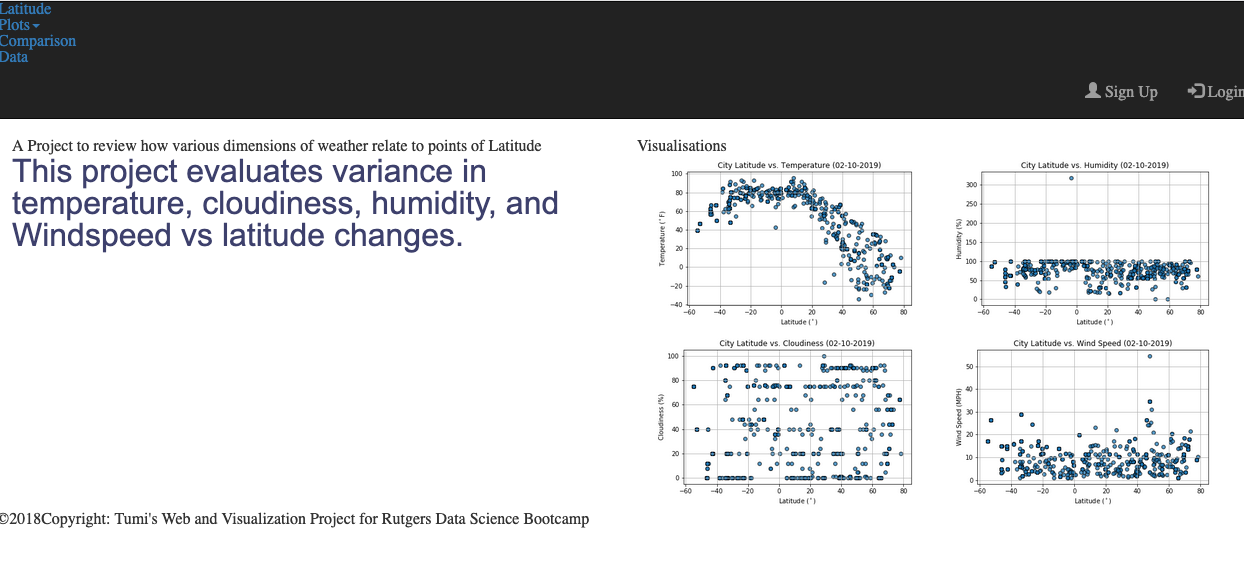 Latitude
Plots
Comparison
Data
Sign Up
Login
A Project to review how various dimensions of weather relate to points of Latitude
This project evaluates variance in
temperature, cloudiness, humidity, and
Windspeed vs latitude changes.
Visualisations
City Latitude vs. Temperature (02-10-2019)
Temperature (°F)
100
80
60
40
20
0
−20
−40
−60 −40 −20 0 20 40 60 80
Latitude (°)
City Latitude vs. Humidity (02-10-2019)
Humidity (%)
300
250
200
150
100
50
0
−60 −40 −20 0 20 40 60 80
Latitude (°)
City Latitude vs. Cloudiness (02-10-2019)
Cloudiness (%)
100
80
60
40
20
0
−60 −40 −20 0 20 40 60 80
Latitude (°)
City Latitude vs. Wind Speed (02-10-2019)
Wind Speed (MPH)
50
40
30
20
10
0
−60 −40 −20 0 20 40 60 80
Latitude (°)
©2018Copyright: Tumi's Web and Visualization Project for Rutgers Data Science Bootcamp